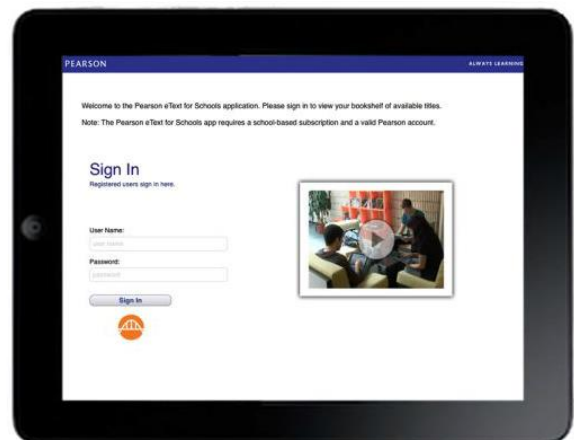 PEARSON
ALWAYS LEARNING
Welcome to the Pearson eText for Schools application. Please sign in to view your bookshelf of available titles.
Note: The Pearson eText for Schools app requires a school-based subscription and a valid Pearson account.
Sign In
Registered users sign in here.
User Name:
user name
Password:
password
Sign In